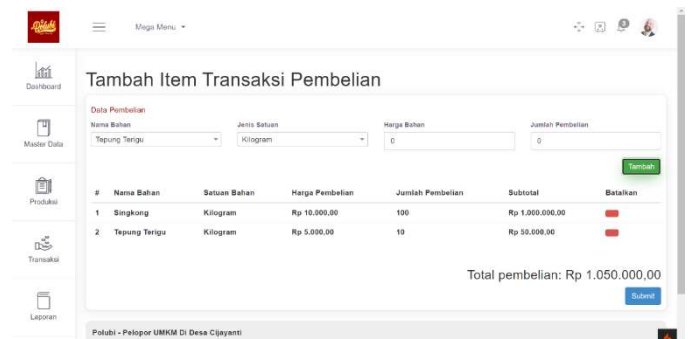 Polubi
Mega Menu
Dashboard
Master Data
Produksi
Transaksi
Laporan
Tambah Item Transaksi Pembelian
Data Pembelian
Nama Bahan Jenis Satuan Harga Bahan Jumlah Pembelian
Tepung Terigu Kilogram 0 0
Tambah
# Nama Bahan Satuan Bahan Harga Pembelian Jumlah Pembelian Subtotal Batalkan
1 Singkong Kilogram Rp 10.000,00 100 Rp 1.000.000,00
2 Tepung Terigu Kilogram Rp 5.000,00 10 Rp 50.000,00
Total pembelian: Rp 1.050.000,00
Submit
Polubi - Pelopor UMKM Di Desa Cijayanti